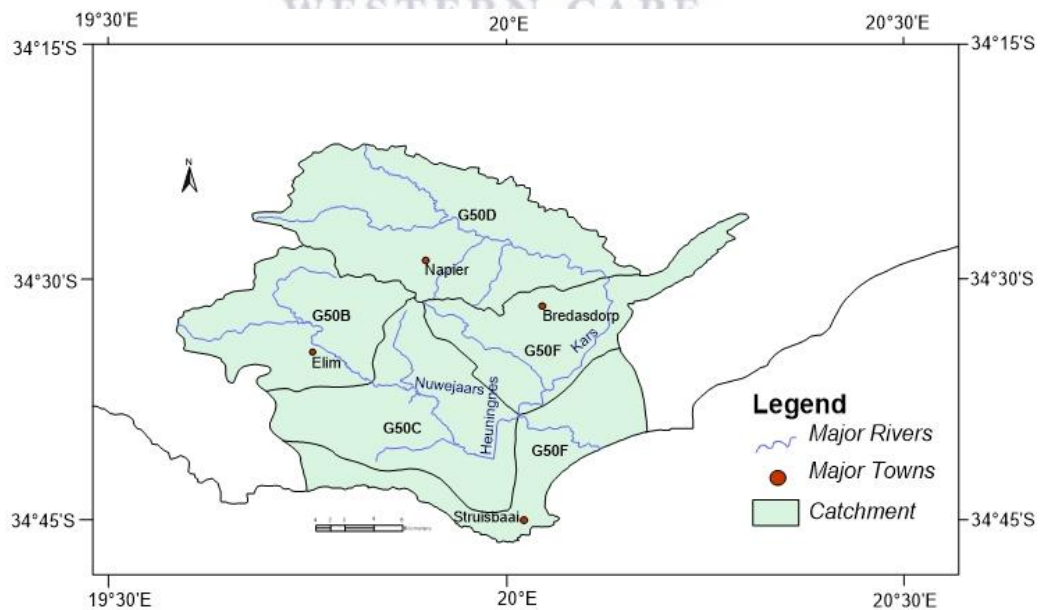 WESTERN CAPE
19°30'E
20°E
20°30'E
34°15'S
34°15'S
N
G50D
Napier
34°30'S
34°30'S
Bredasdorp
G50B
Kars
G50F
Elim
Nuwejaars
Heuningnes
Legend
G50C
Major Rivers
G50F
Major Towns
34°45'S
Struisbaai
Catchment
34°45'S
19°30'E
20°E
20°30'E